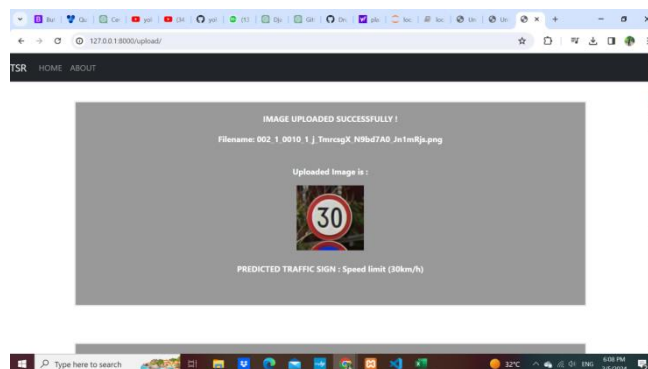 127.0.0.1:8000/upload/
TSR HOME ABOUT
IMAGE UPLOADED SUCCESSFULLY !
Filename: 002_1_0010_1_j_TmrcsgX_N9bd7A0_Jn1mRjs.png
Uploaded Image is :
30
PREDICTED TRAFFIC SIGN : Speed limit (30km/h)
Type here to search
32°C
ENG
6:08 PM